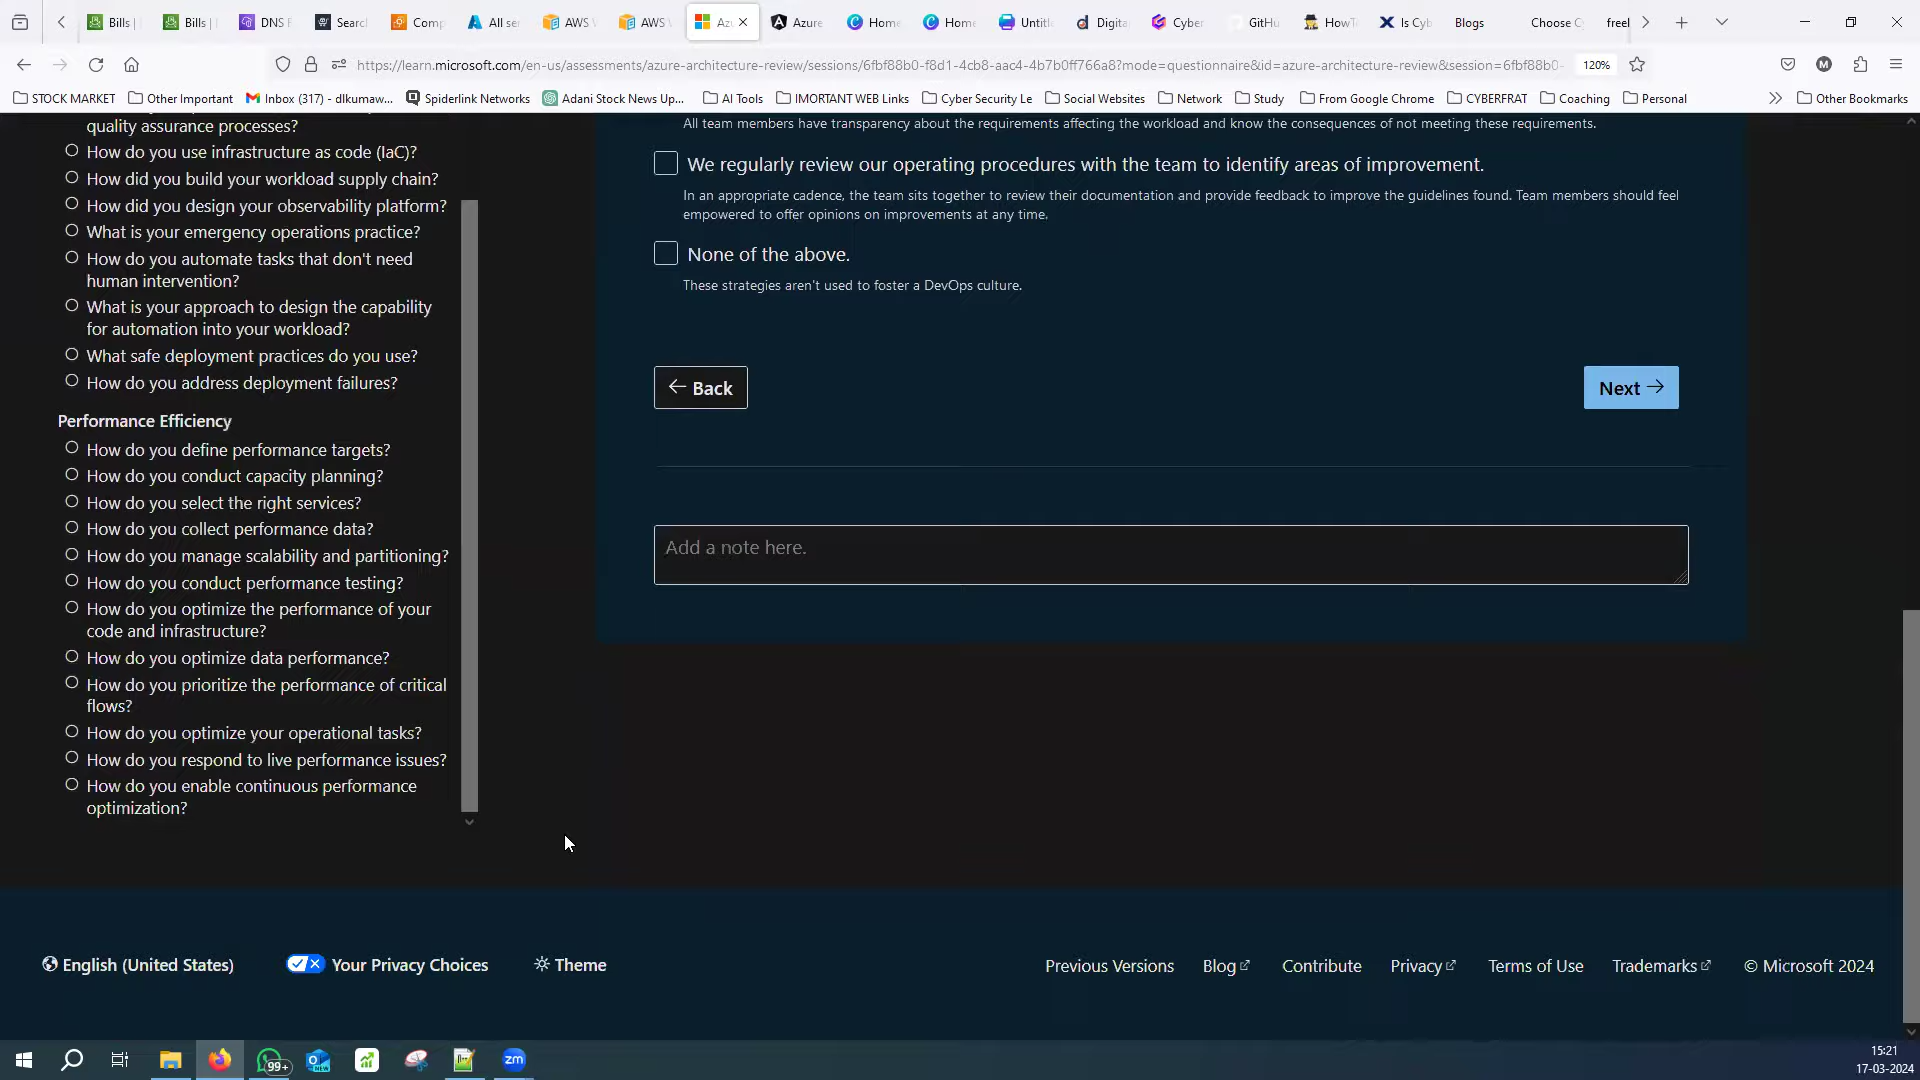 Bills |
Bills |
DNS
Searc
Comp
All ser
AWS
AWS
Az
Azure
Home
Home
Untitle
Digita
Cyber
GitHu
HowT
Is Cyb
Blogs
Choose C
freel
https://learn.microsoft.com/en-us/assessments/azure-architecture-review/sessions/6fbf88b0-f8d1-4cb8-aac4-4b7b0ff766a8?mode=questionnaire&id=azure-architecture-review&session=6fbf88b0-
120%
STOCK MARKET
Other Important
Inbox (317) - dlkumaw...
Spiderlink Networks
Adani Stock News Up...
AI Tools
IMORTANT WEB Links
Cyber Security Le
Social Websites
Network
Study
From Google Chrome
CYBERFRAT
Coaching
Personal
Other Bookmarks
quality assurance processes?
How do you use infrastructure as code (IaC)?
How did you build your workload supply chain?
How did you design your observability platform?
What is your emergency operations practice?
How do you automate tasks that don't need
human intervention?
What is your approach to design the capability
for automation into your workload?
What safe deployment practices do you use?
How do you address deployment failures?
Performance Efficiency
How do you define performance targets?
How do you conduct capacity planning?
How do you select the right services?
How do you collect performance data?
How do you manage scalability and partitioning?
How do you conduct performance testing?
How do you optimize the performance of your
code and infrastructure?
How do you optimize data performance?
How do you prioritize the performance of critical
flows?
How do you optimize your operational tasks?
How do you respond to live performance issues?
How do you enable continuous performance
optimization?
All team members have transparency about the requirements affecting the workload and know the consequences of not meeting these requirements.
We regularly review our operating procedures with the team to identify areas of improvement.
In an appropriate cadence, the team sits together to review their documentation and provide feedback to improve the guidelines found. Team members should feel
empowered to offer opinions on improvements at any time.
None of the above.
These strategies aren't used to foster a DevOps culture.
Back
Next
Add a note here.
English (United States)
Your Privacy Choices
Theme
Previous Versions
Blog
Contribute
Privacy
Terms of Use
Trademarks
© Microsoft 2024
99+
NEW
zm
15:21
17-03-2024